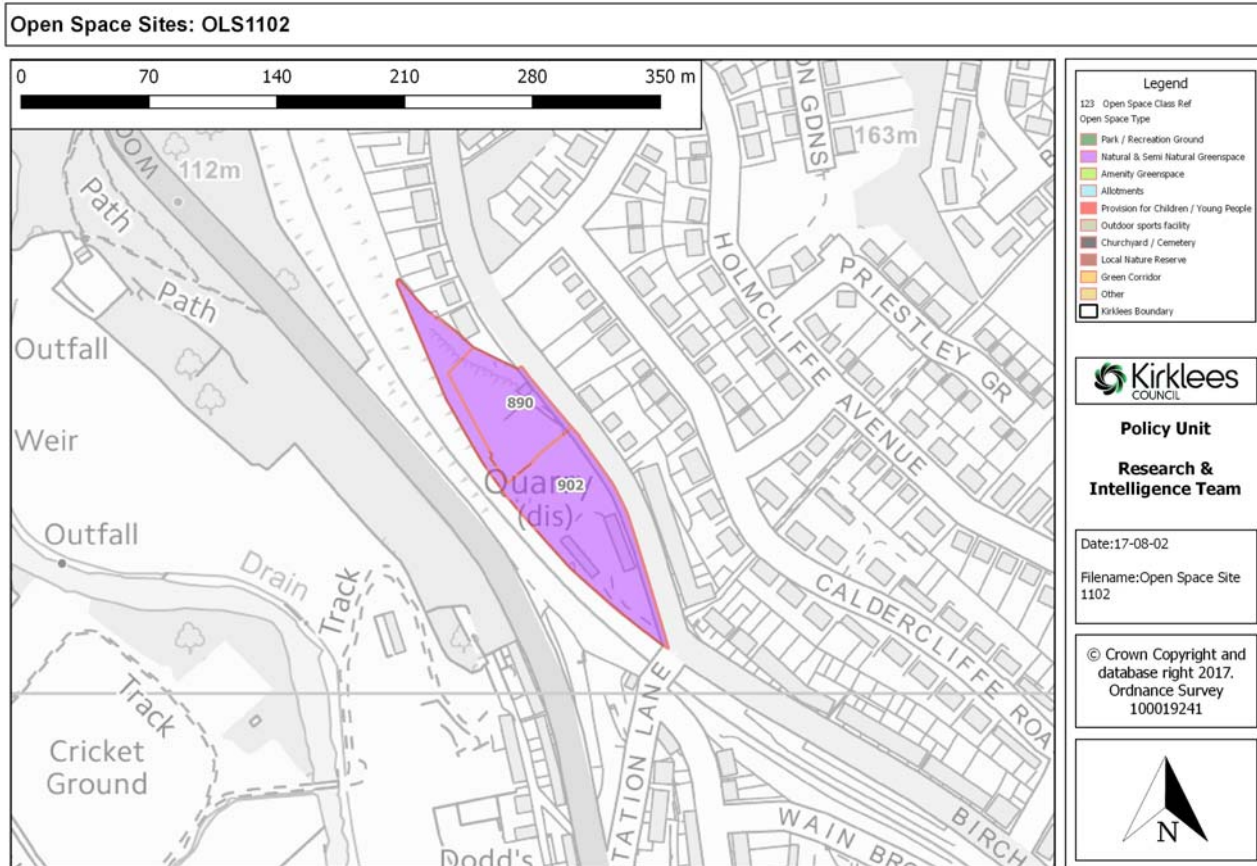 Open Space Sites: OLS1102
0 70 140 210 280 350 m
ON GDNS
163m
112m
Path
Path
HOLMCLIFFE AVENUE
PRIESTLEY GR
Outfall
890
Weir
Quarry
(dis)
902
Outfall
Drain
Track
CALDERCLIFFE ROA
Track
Cricket
Ground
TATION LANE
WAIN BRO
BIRCH
Dodd's
Legend
123 Open Space Class Ref
Open Space Type
Park / Recreation Ground
Natural & Semi Natural Greenspace
Amenity Greenspace
Allotments
Provision for Children / Young People
Outdoor sports facility
Churchyard / Cemetery
Local Nature Reserve
Green Corridor
Other
Kirklees Boundary
Kirklees
COUNCIL
Policy Unit
Research &
Intelligence Team
Date:17-08-02
Filename:Open Space Site
1102
© Crown Copyright and
database right 2017.
Ordnance Survey
100019241
N